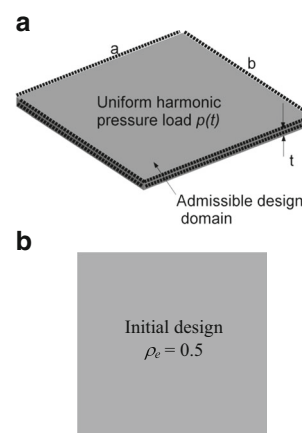 a
a
b
Uniform harmonic
pressure load p(t)
t
Admissible design
domain
b
Initial design
ρe = 0.5